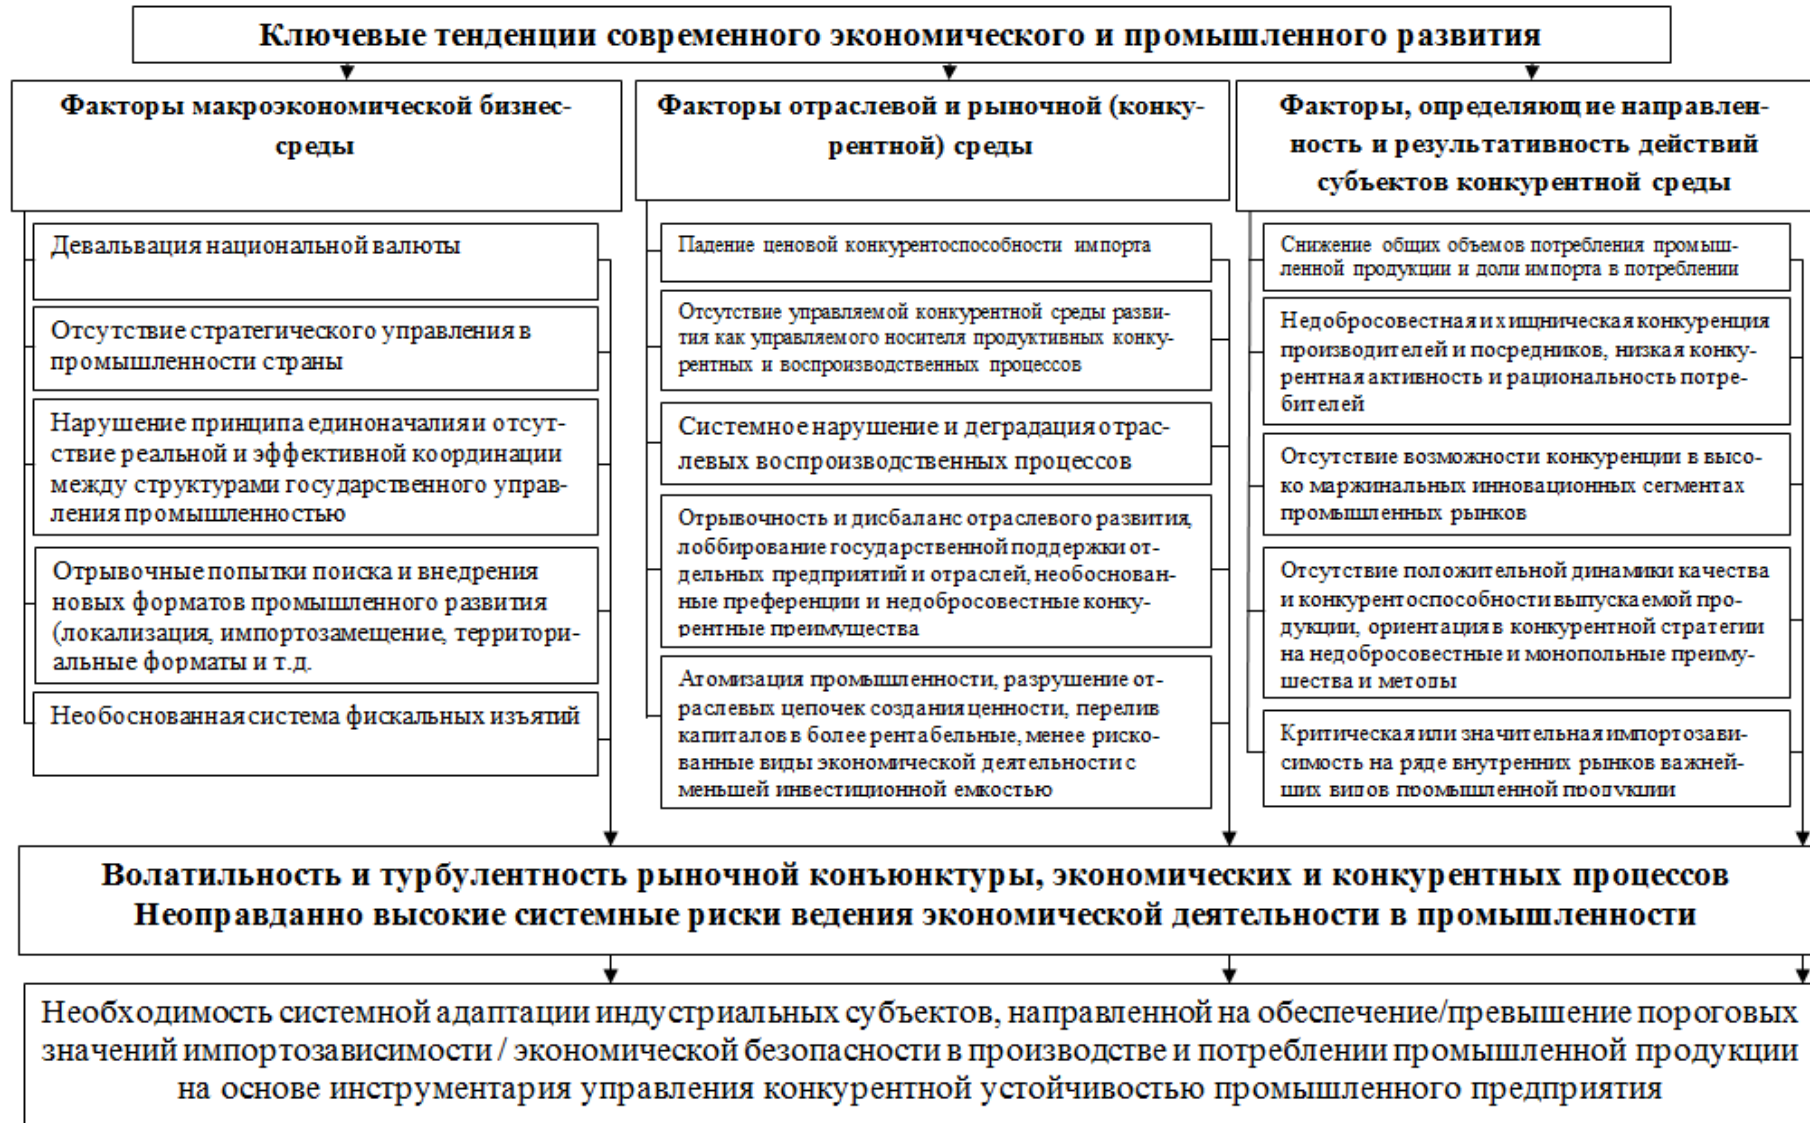 Ключевые тенденции современного экономического и промышленного развития
Факторы макроэкономической бизнес-
среды
Девальвация национальной валюты
Отсутствие стратегического управления в
промышленности страны
Нарушение принципа единоначалия и отсут-
ствие реальной и эффективной координации
между структурами государственного управ-
ления промышленностью
Отрывочные попытки поиска и внедрения
новых форматов промышленного развития
(локализация, импортозамещение, территори-
альные форматы и т.д.
Необоснованная система фискальных изъятий
Факторы отраслевой и рыночной (конку-
рентной) среды
Падение ценовой конкурентоспособности импорта
Отсутствие управляемой конкурентной среды разви-
тия как управляемого носителя продуктивных конку-
рентных и воспроизводственных процессов
Системное нарушение и деградация отрас-
левых воспроизводственных процессов
Отрывочность и дисбаланс отраслевого развития,
лоббирование государственной поддержки от-
дельных предприятий и отраслей, необоснован-
ные преференции и недобросовестные конку-
рентные преимущества
Атомизация промышленности, разрушение от-
раслевых цепочек создания ценности, перелив
капиталов в более рентабельные, менее риско-
ванные виды экономической деятельности с
меньшей инвестиционной емкостью
Факторы, определяющие направлен-
ность и результативность действий
субъектов конкурентной среды
Снижение общих объемов потребления промыш-
ленной продукции и доли импорта в потреблении
Недобросовестная и хищническая конкуренция
производителей и посредников, низкая конку-
рентная активность и рациональность потре-
бителей
Отсутствие возможности конкуренции в высо-
ко маржинальных инновационных сегментах
промышленных рынков
Отсутствие положительной динамики качества
и конкурентоспособности выпускаемой про-
дукции, ориентация в конкурентной стратегии
на недобросовестные и монопольные преиму-
щества и методы
Критическая или значительная импортозави-
симость на ряде внутренних рынков важней-
ших видов промышленной продукции
Волатильность и турбулентность рыночной конъюнктуры, экономических и конкурентных процессов
Неоправданно высокие системные риски ведения экономической деятельности в промышленности
Необходимость системной адаптации индустриальных субъектов, направленной на обеспечение/превышение пороговых
значений импортозависимости / экономической безопасности в производстве и потреблении промышленной продукции
на основе инструментария управления конкурентной устойчивостью промышленного предприятия